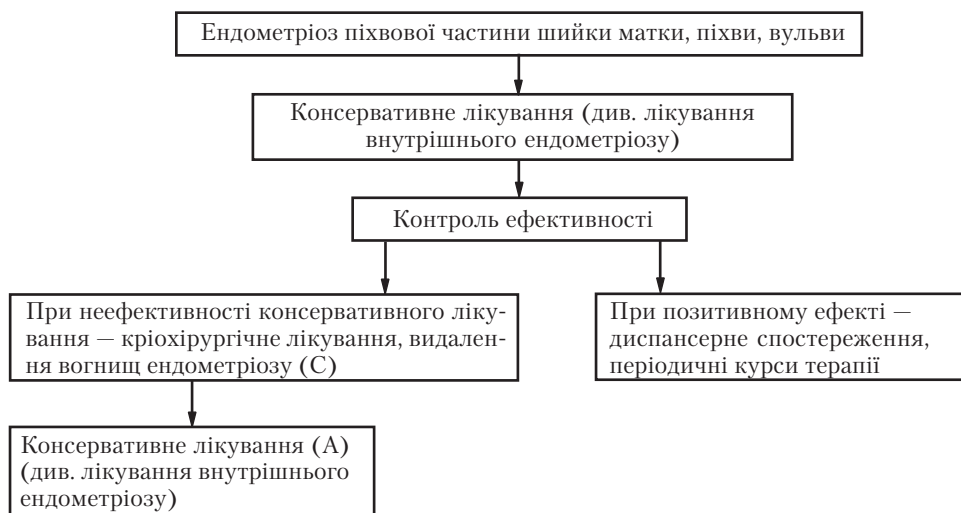 Ендометріоз піхвової частини шийки матки, піхви, вульви
Консервативне лікування (див. лікування
внутрішнього ендометріозу)
Контроль ефективності
При неефективності консервативного ліку-
вання — кріохірургічне лікування, видален-
ня вогнищ ендометріозу (С)
При позитивному ефекті —
диспансерне спостереження,
періодичні курси терапії
Консервативне лікування (А)
(див. лікування внутрішнього
ендометріозу)